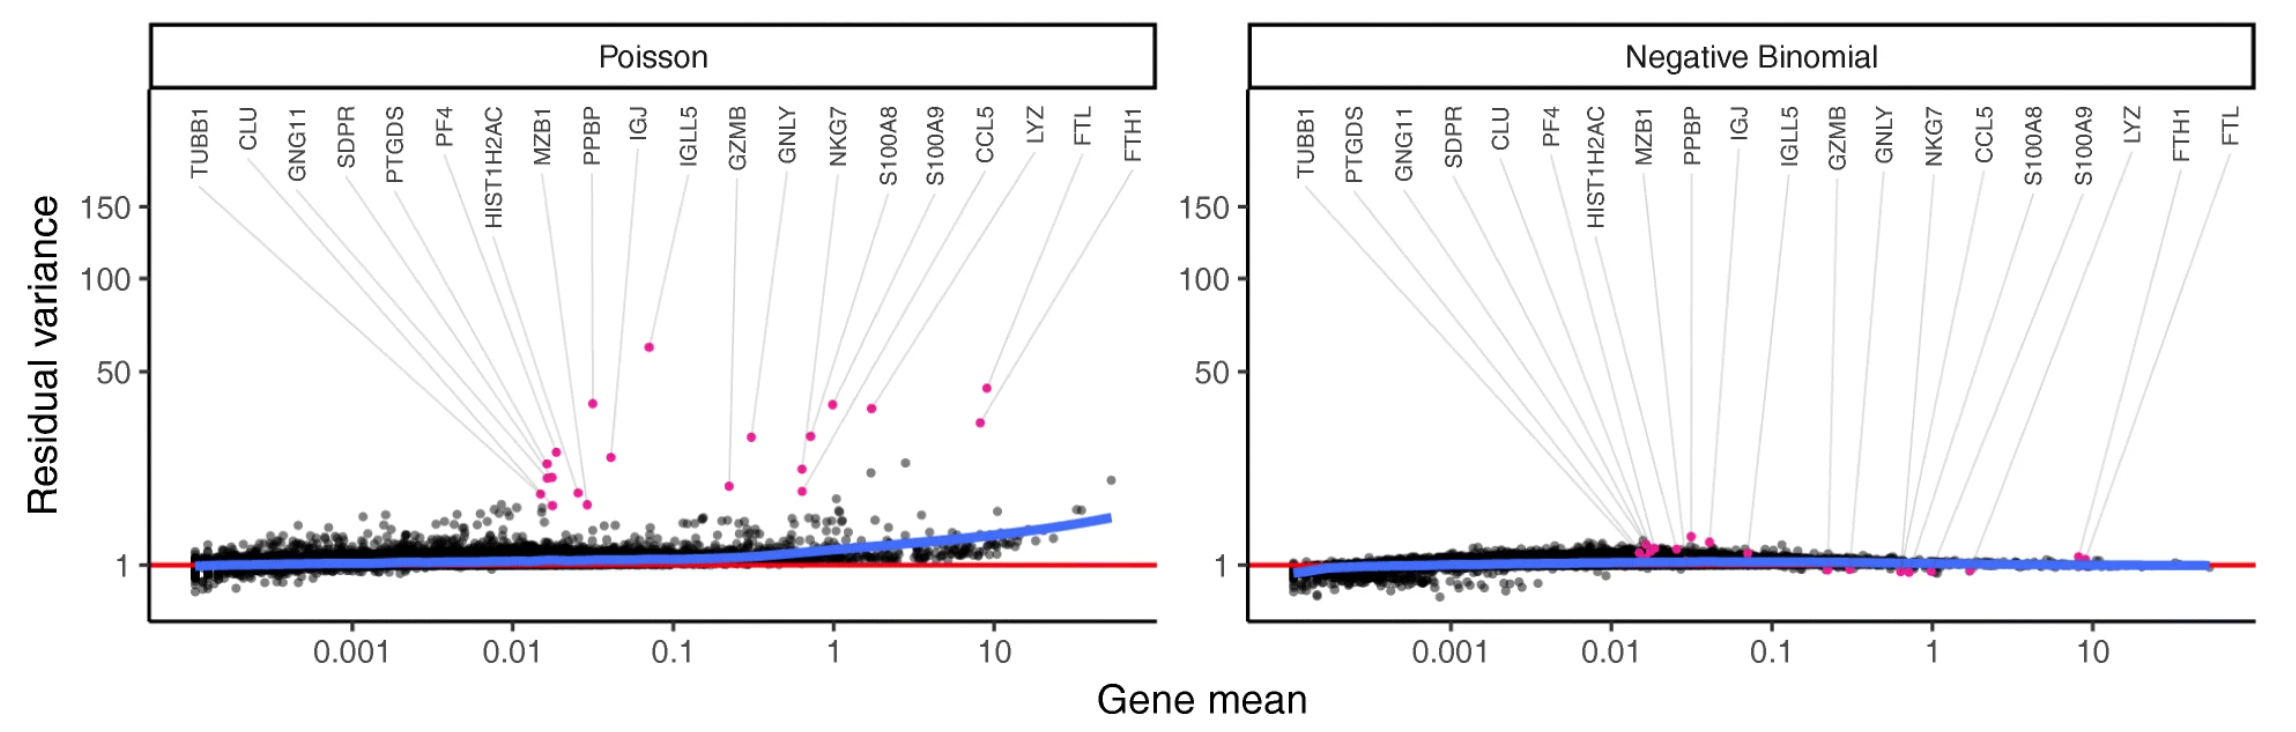 Poisson
TUBB1 CLU GNG11 SDPR PTGDS PF4 HIST1H2AC MZB1 PPBP IGJ IGLL5 GZMB GNLY NKG7 S100A8 S100A9 CCL5 LYZ FTL FTH1
Residual variance
150
100
50
1
0.001 0.01 0.1 1 10
Negative Binomial
TUBB1 PTGDS GNG11 SDPR CLU PF4 HIST1H2AC MZB1 PPBP IGJ IGLL5 GZMB GNLY NKG7 CCL5 S100A8 S100A9 LYZ FTH1 FTL
150
100
50
1
0.001 0.01 0.1 1 10
Gene mean